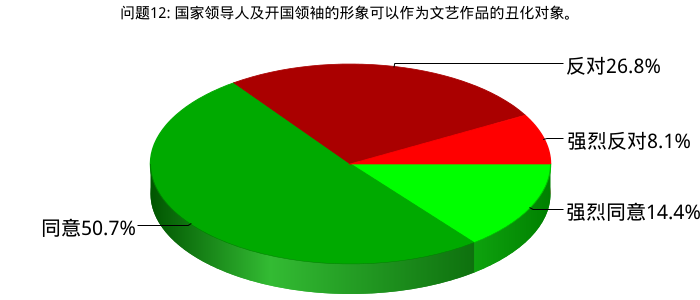 问题12: 国家领导人及开国领袖的形象可以作为文艺作品的丑化对象。
反对26.8%
强烈反对8.1%
强烈同意14.4%
同意50.7%